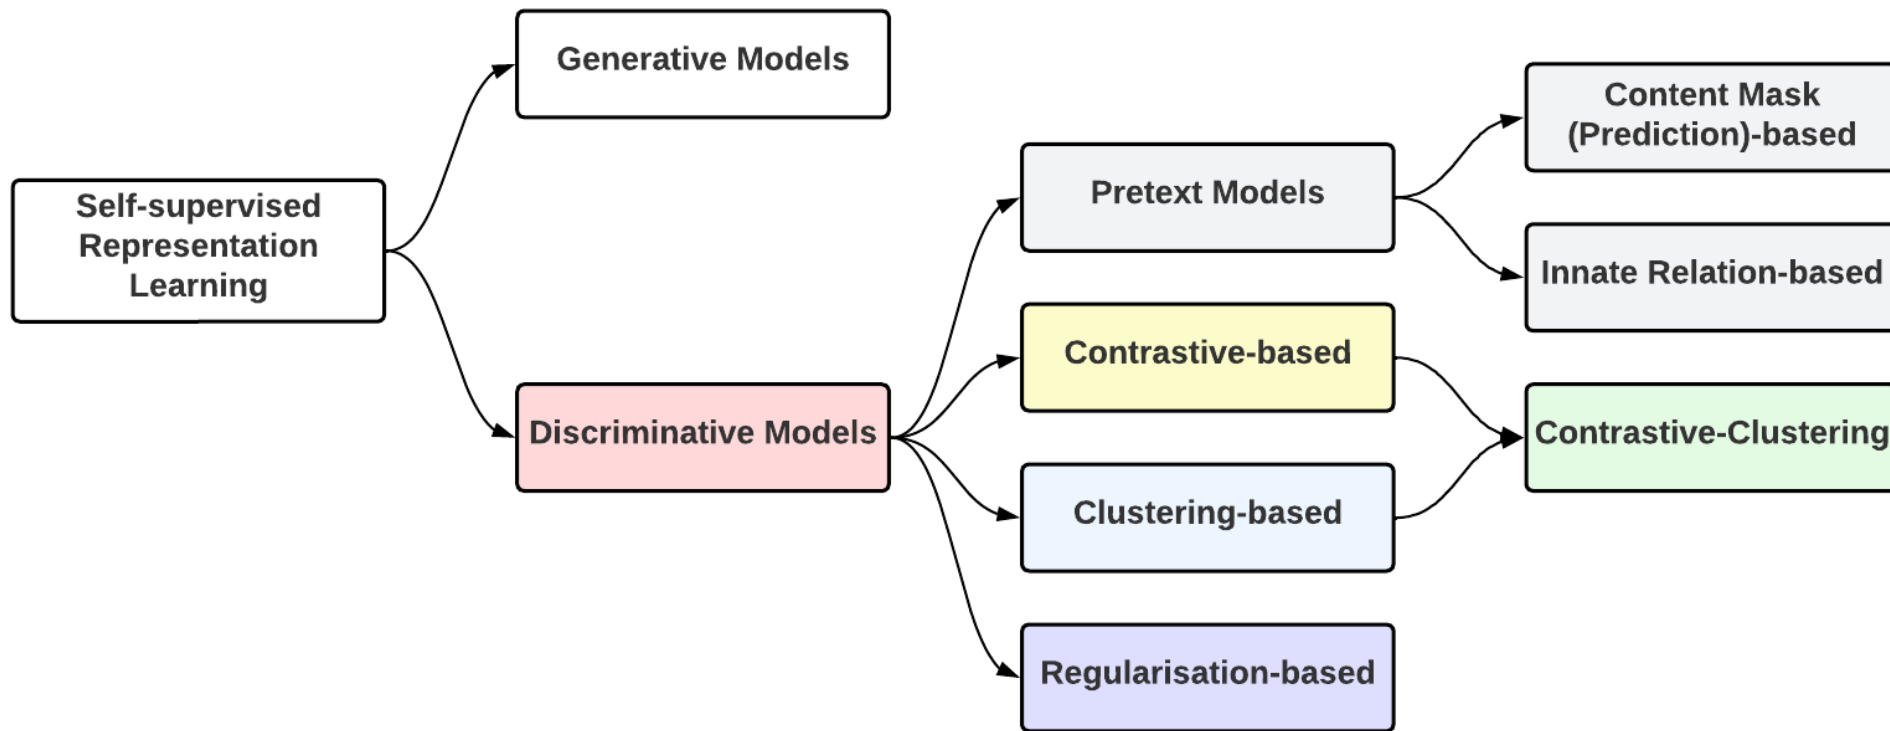 Generative Models
Content Mask
(Prediction)-based
Pretext Models
Self-supervised
Representation
Learning
Innate Relation-based
Contrastive-based
Discriminative Models
Contrastive-Clustering
Clustering-based
Regularisation-based